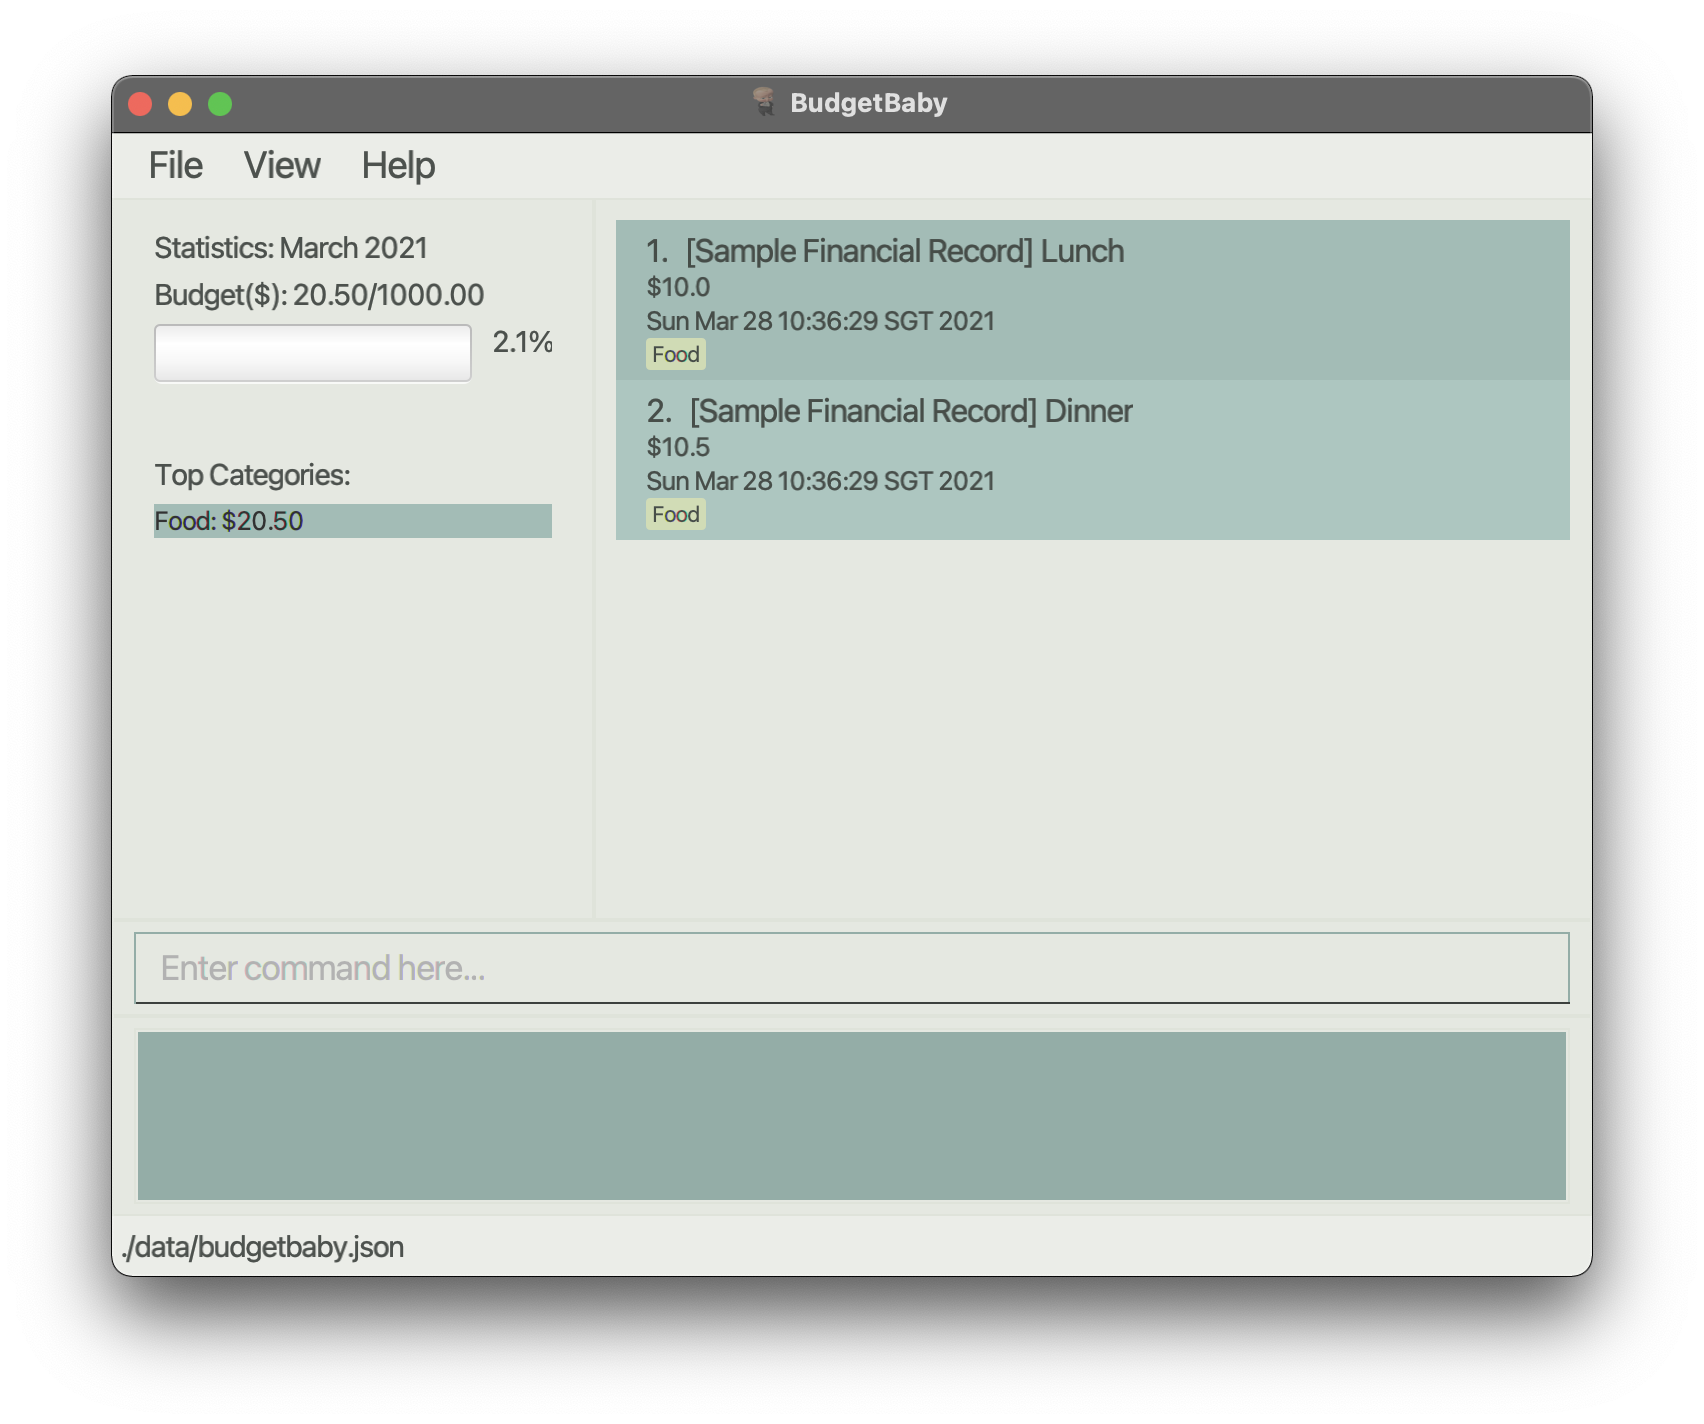 BudgetBaby
File View Help
Statistics: March 2021
Budget($): 20.50/1000.00
2.1%
Top Categories:
Food: $20.50
1. [Sample Financial Record] Lunch
$10.0
Sun Mar 28 10:36:29 SGT 2021
Food
2. [Sample Financial Record] Dinner
$10.5
Sun Mar 28 10:36:29 SGT 2021
Food
Enter command here...
./data/budgetbaby.json